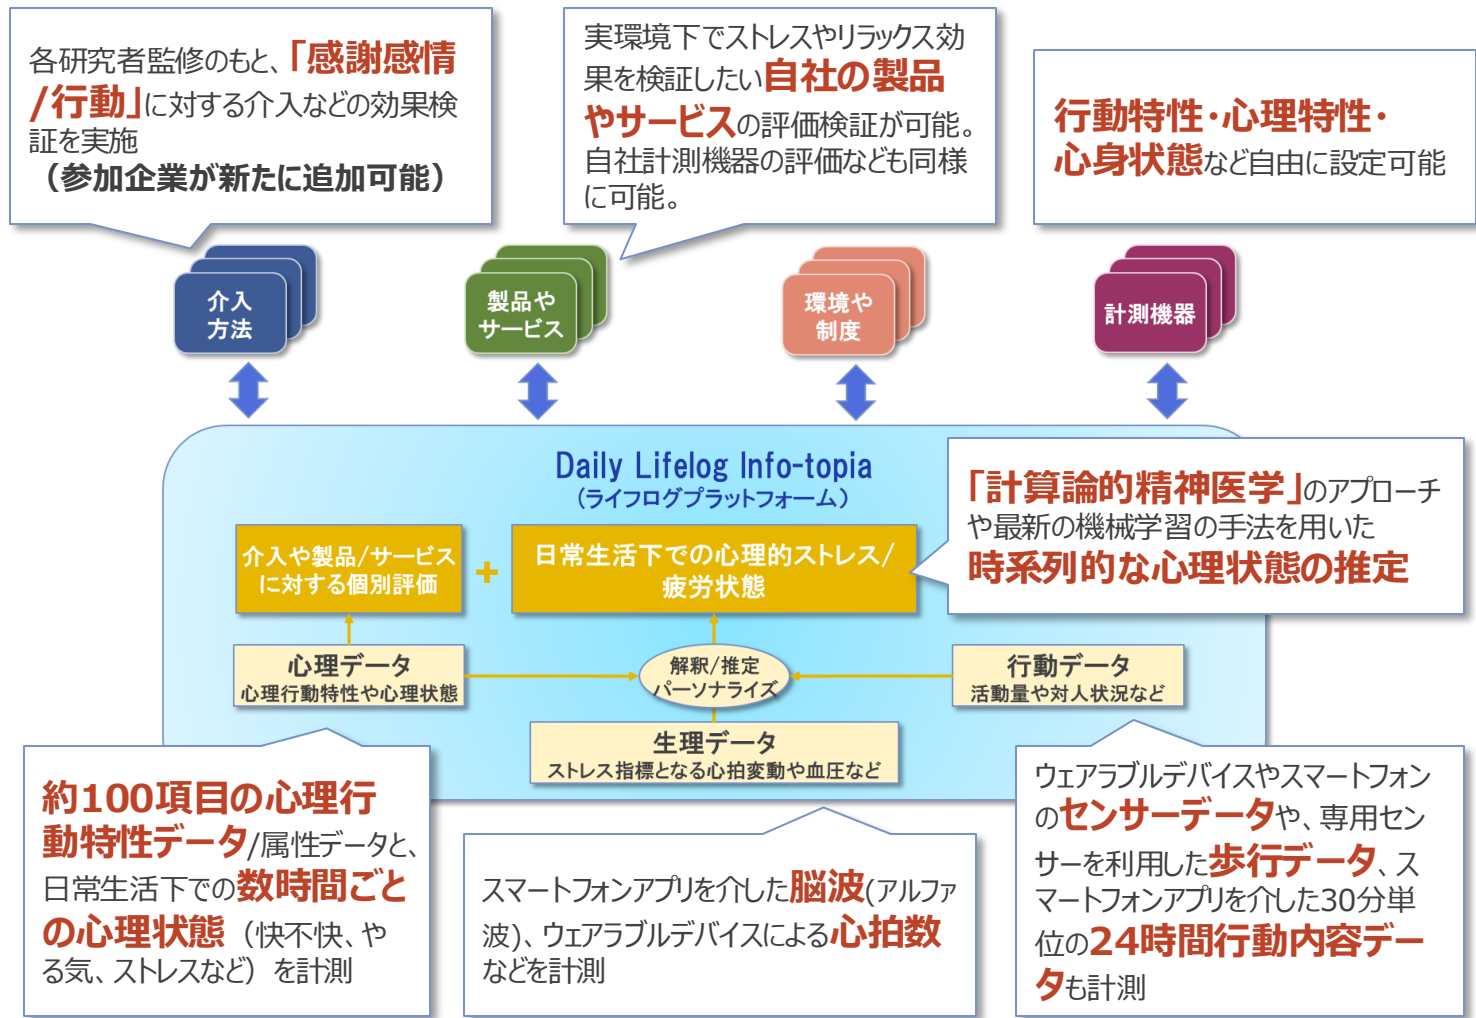 各研究者監修のもと、「感謝感情
/行動」に対する介入などの効果検
証を実施
（参加企業が新たに追加可能）
実環境下でストレスやリラックス効
果を検証したい自社の製品
やサービスの評価検証が可能。
自社計測機器の評価なども同様
に可能。
行動特性・心理特性・
心身状態など自由に設定可能
介入
方法
製品や
サービス
環境や
制度
計測機器
Daily Lifelog Info-topia
（ライフログプラットフォーム）
介入や製品/サービス
に対する個別評価
+
日常生活下での心理的ストレス/
疲労状態
「計算論的精神医学」のアプローチ
や最新の機械学習の手法を用いた
時系列的な心理状態の推定
心理データ
心理行動特性や心理状態
解釈/推定
パーソナライズ
行動データ
活動量や対人状況など
生理データ
ストレス指標となる心拍変動や血圧など
約100項目の心理行
動特性データ/属性データと、
日常生活下での数時間ごと
の心理状態（快不快、や
る気、ストレスなど）を計測
スマートフォンアプリを介した脳波(アルファ
波)、ウェアラブルデバイスによる心拍数
などを計測
ウェアラブルデバイスやスマートフォン
のセンサーデータや、専用セン
サーを利用した歩行データ、ス
マートフォンアプリを介した30分単
位の24時間行動内容デー
タも計測